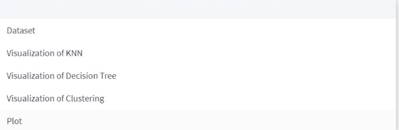 Dataset
Visualization of KNN
Visualization of Decision Tree
Visualization of Clustering
Plot